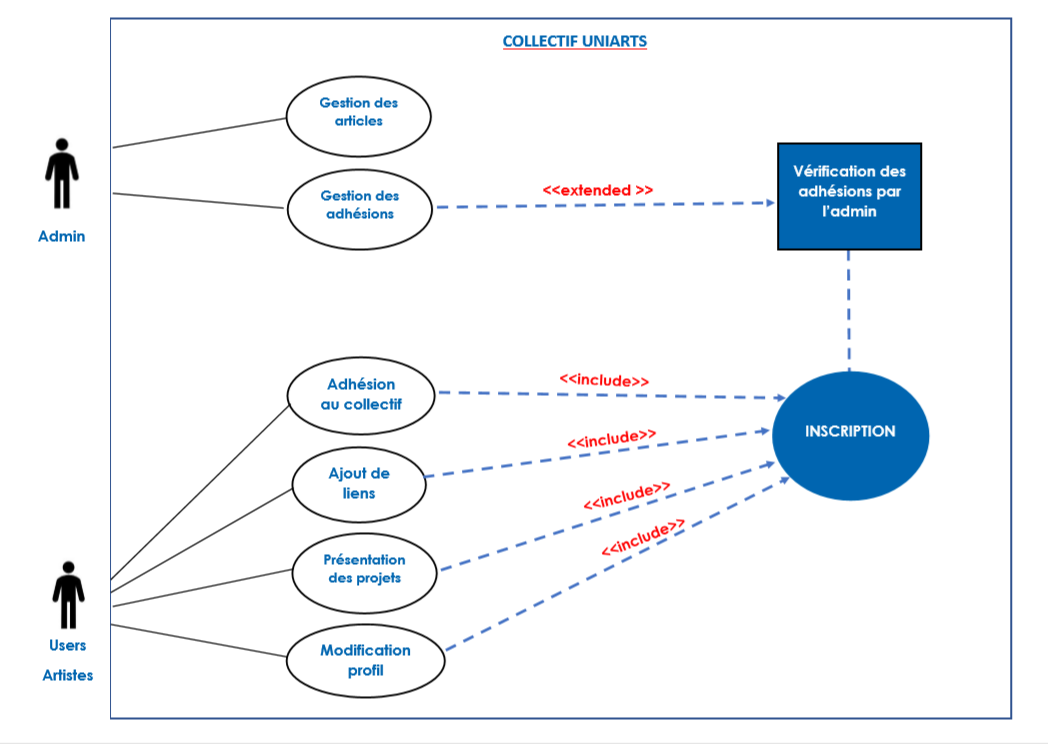 COLLECTIF UNIARTS
Gestion des
articles
Gestion des
adhésions
<<extended >>
Vérification des
adhésions par
l'admin
Admin
Adhésion
au collectif
<<include>>
INSCRIPTION
Ajout de
liens
<<include>>
Présentation
des projets
<<include>>
Modification
profil
<<include>>
Users
Artistes